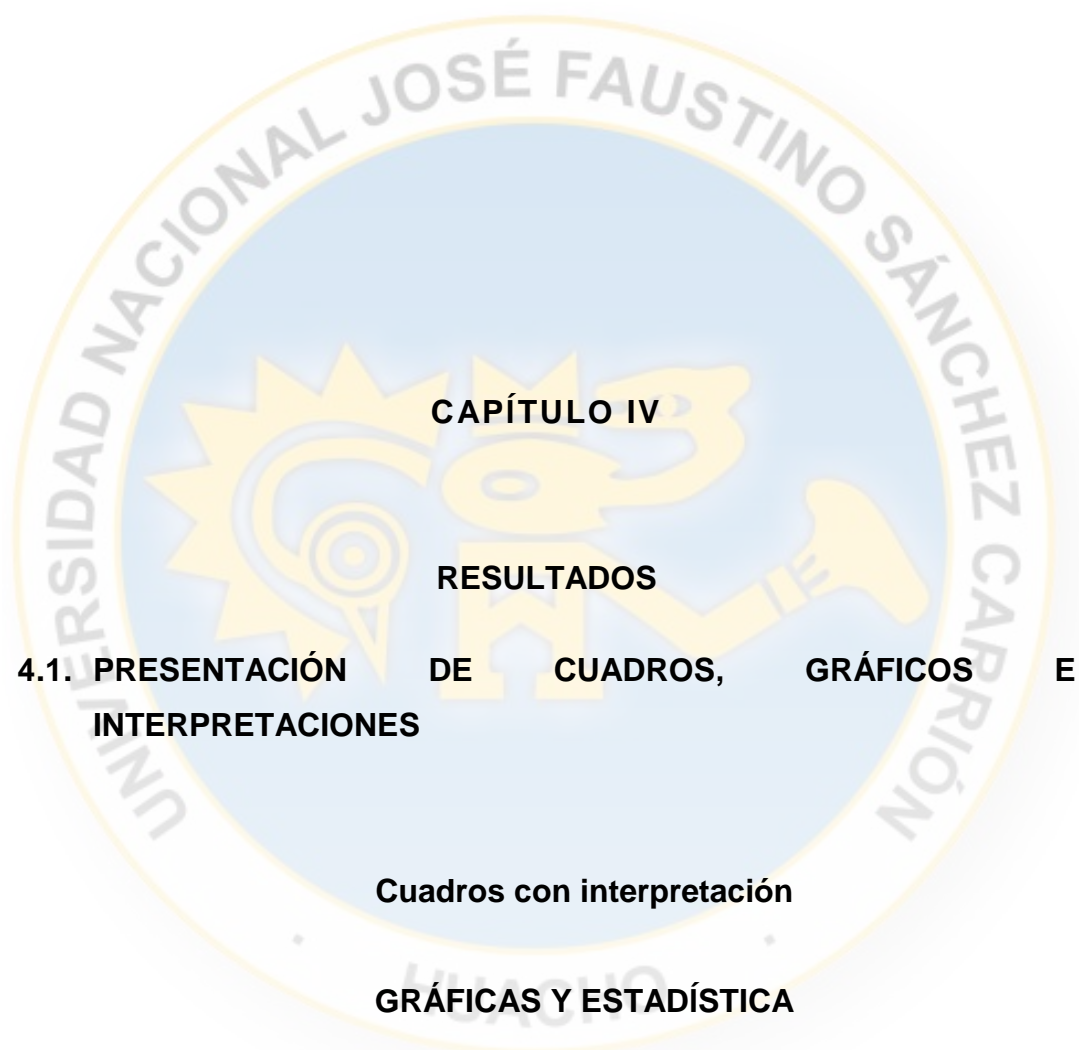 UNIVERSIDAD NACIONAL JOSÉ FAUSTINO SÁNCHEZ CARRIÓN
CAPÍTULO IV
RESULTADOS
4.1. PRESENTACIÓN DE CUADROS, GRÁFICOS E
INTERPRETACIONES
Cuadros con interpretación
HUACHO
GRÁFICAS Y ESTADÍSTICA